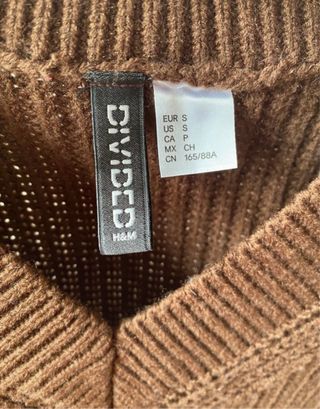 DIVIDED
H&M
EUR S
US S
CA P
MX CH
CN 165/88A